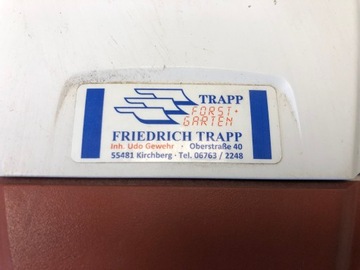 TRAPP
FORST+
GARTEN
FRIEDRICH TRAPP
Inh. Udo Gewehr · Oberstraße 40
55481 Kirchberg · Tel. 06763 / 2248